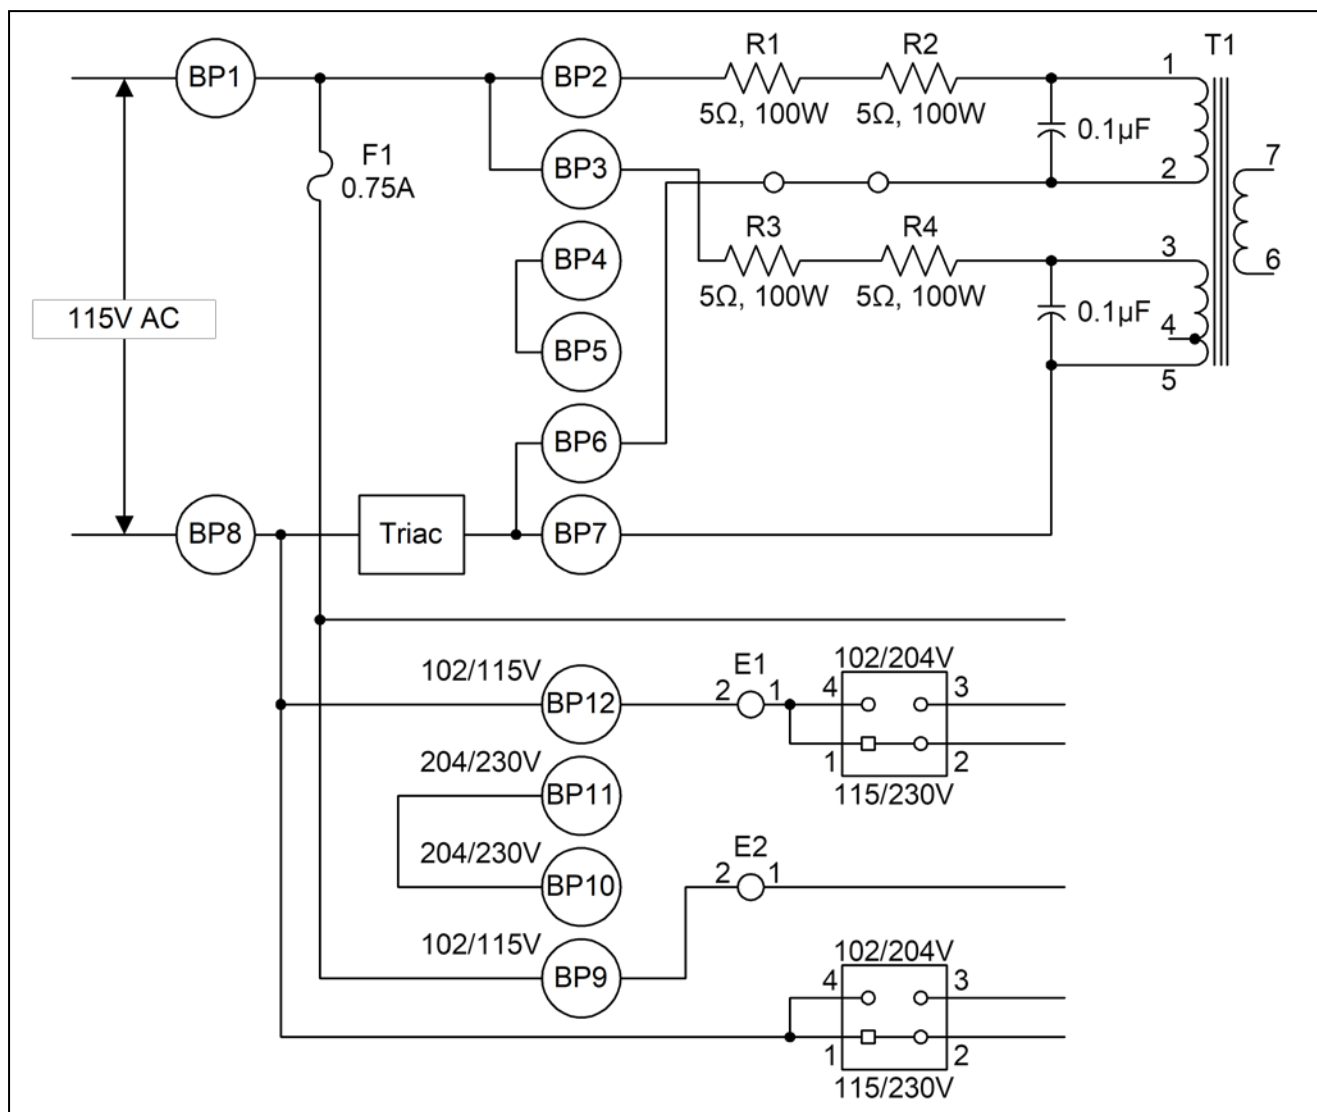 BP1
BP2
R1
R2
T1
1
5Ω, 100W
5Ω, 100W
0.1µF
F1
0.75A
BP3
2
7
R3
R4
BP4
3
6
5Ω, 100W
5Ω, 100W
0.1µF
115V AC
4
BP5
5
BP6
BP8
Triac
BP7
102/115V
BP12
E1
2
1
102/204V
4
3
1
2
115/230V
204/230V
BP11
204/230V
BP10
E2
2
1
102/115V
BP9
102/204V
4
3
1
2
115/230V